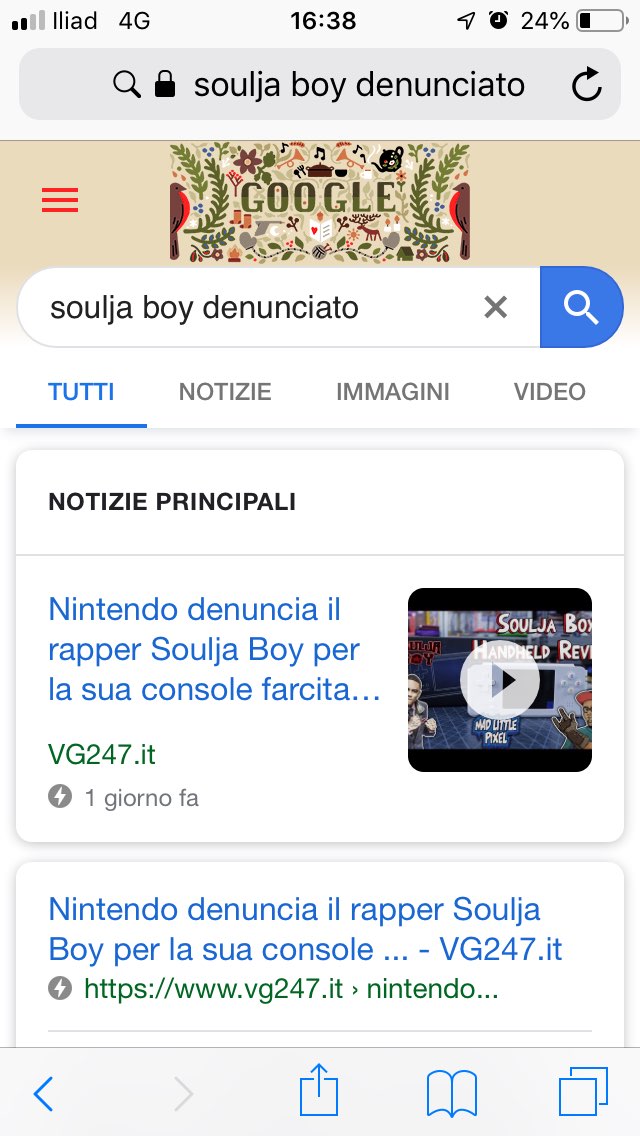 Iliad 4G 16:38 24%
soulja boy denunciato
GOOGLE
soulja boy denunciato
TUTTI NOTIZIE IMMAGINI VIDEO
NOTIZIE PRINCIPALI
Nintendo denuncia il
rapper Soulja Boy per
la sua console farcita...
SOULJA BOY
HANDHELD REVI
MAD LITTLE
PIXEL
VG247.it
1 giorno fa
Nintendo denuncia il rapper Soulja
Boy per la sua console ... - VG247.it
https://www.vg247.it › nintendo...